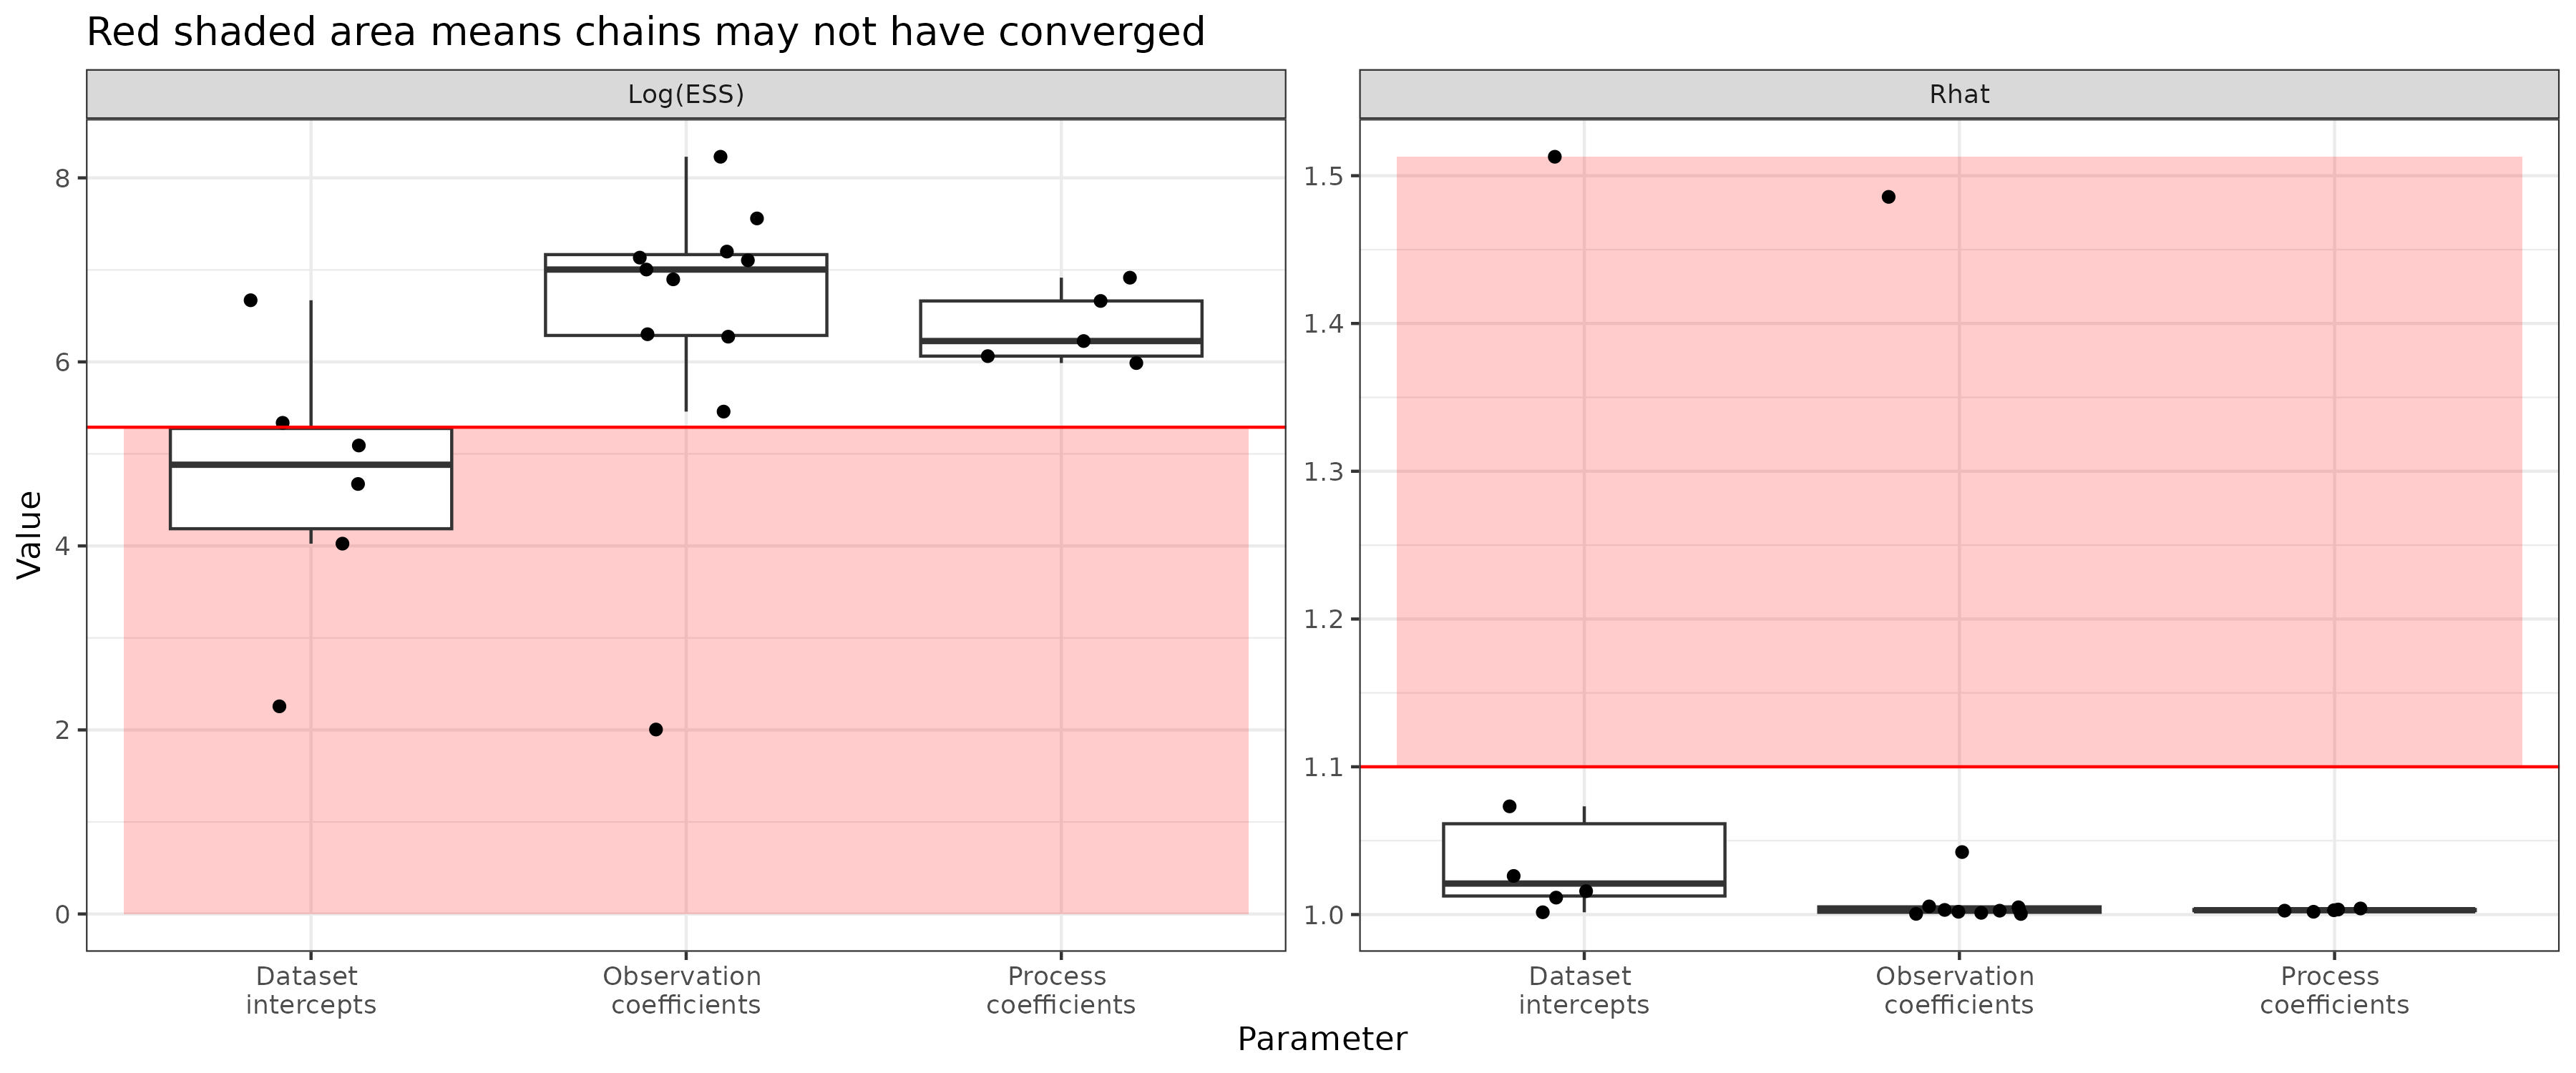 Red shaded area means chains may not have converged
Log(ESS)
Rhat
Value
8
6
4
2
0
1.5
1.4
1.3
1.2
1.1
1.0
Dataset
intercepts
Observation
coefficients
Process
coefficients
Dataset
intercepts
Observation
coefficients
Process
coefficients
Parameter